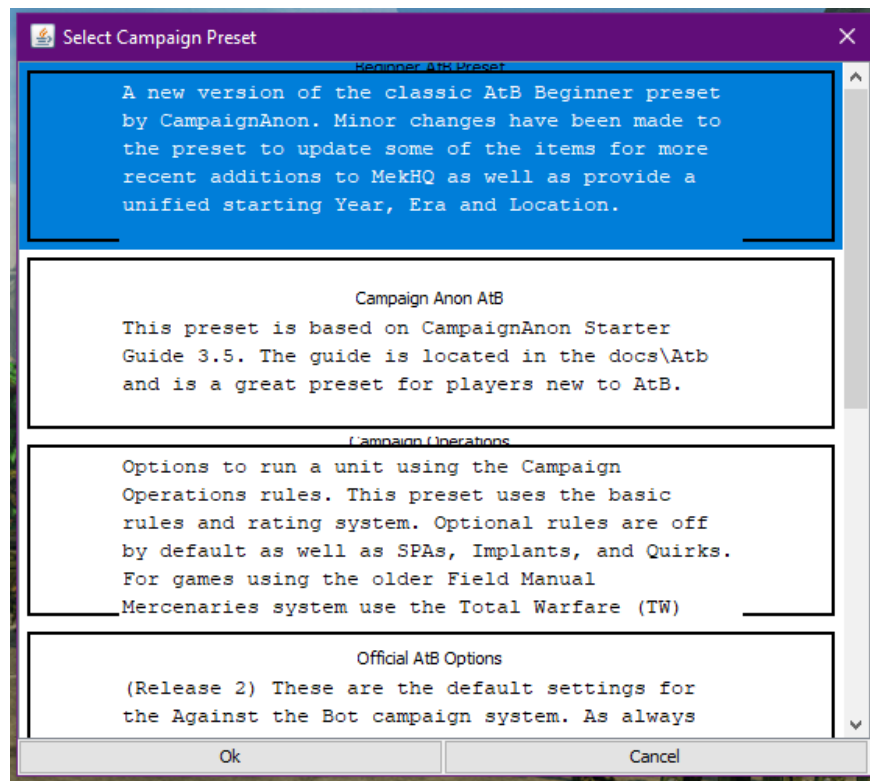 Select Campaign Preset
Beginner AtB Preset
A new version of the classic AtB Beginner preset
by CampaignAnon. Minor changes have been made to
the preset to update some of the items for more
recent additions to MekHQ as well as provide a
unified starting Year, Era and Location.
Campaign Anon AtB
This preset is based on CampaignAnon Starter
Guide 3.5. The guide is located in the docs\Atb
and is a great preset for players new to AtB.
Campaign Operations
Options to run a unit using the Campaign
Operations rules. This preset uses the basic
rules and rating system. Optional rules are off
by default as well as SPAs, Implants, and Quirks.
For games using the older Field Manual
Mercenaries system use the Total Warfare (TW)
Official AtB Options
(Release 2) These are the default settings for
the Against the Bot campaign system. As always
Ok
Cancel